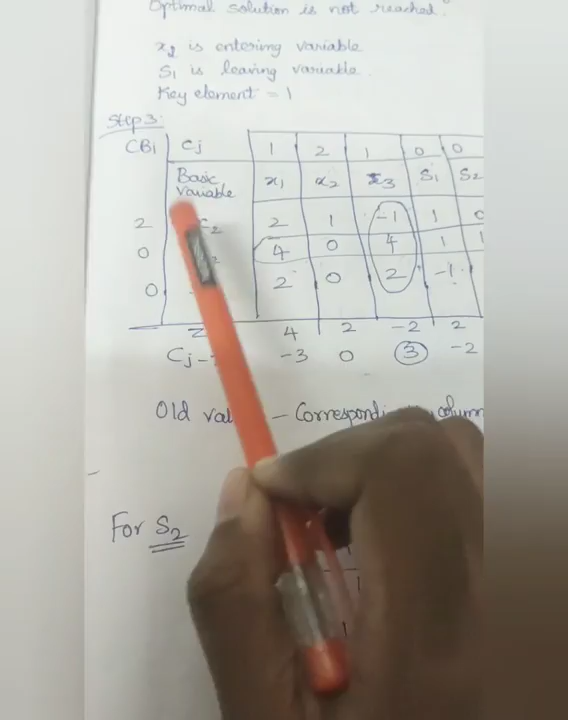 Optimal solution is not reached.
x2 is entering variable
S1 is leaving variable.
Key element = 1
Step 3:
CBi Cj 1 2 1 0 0
Basic variable x1 x2 x3 S1 S2
2 2 1 -1 1 0
0 4 0 4 1 1
0 2 0 2 -1
Z 4 2 -2 2
Cj - -3 0 3 -2
Old - column
For S2